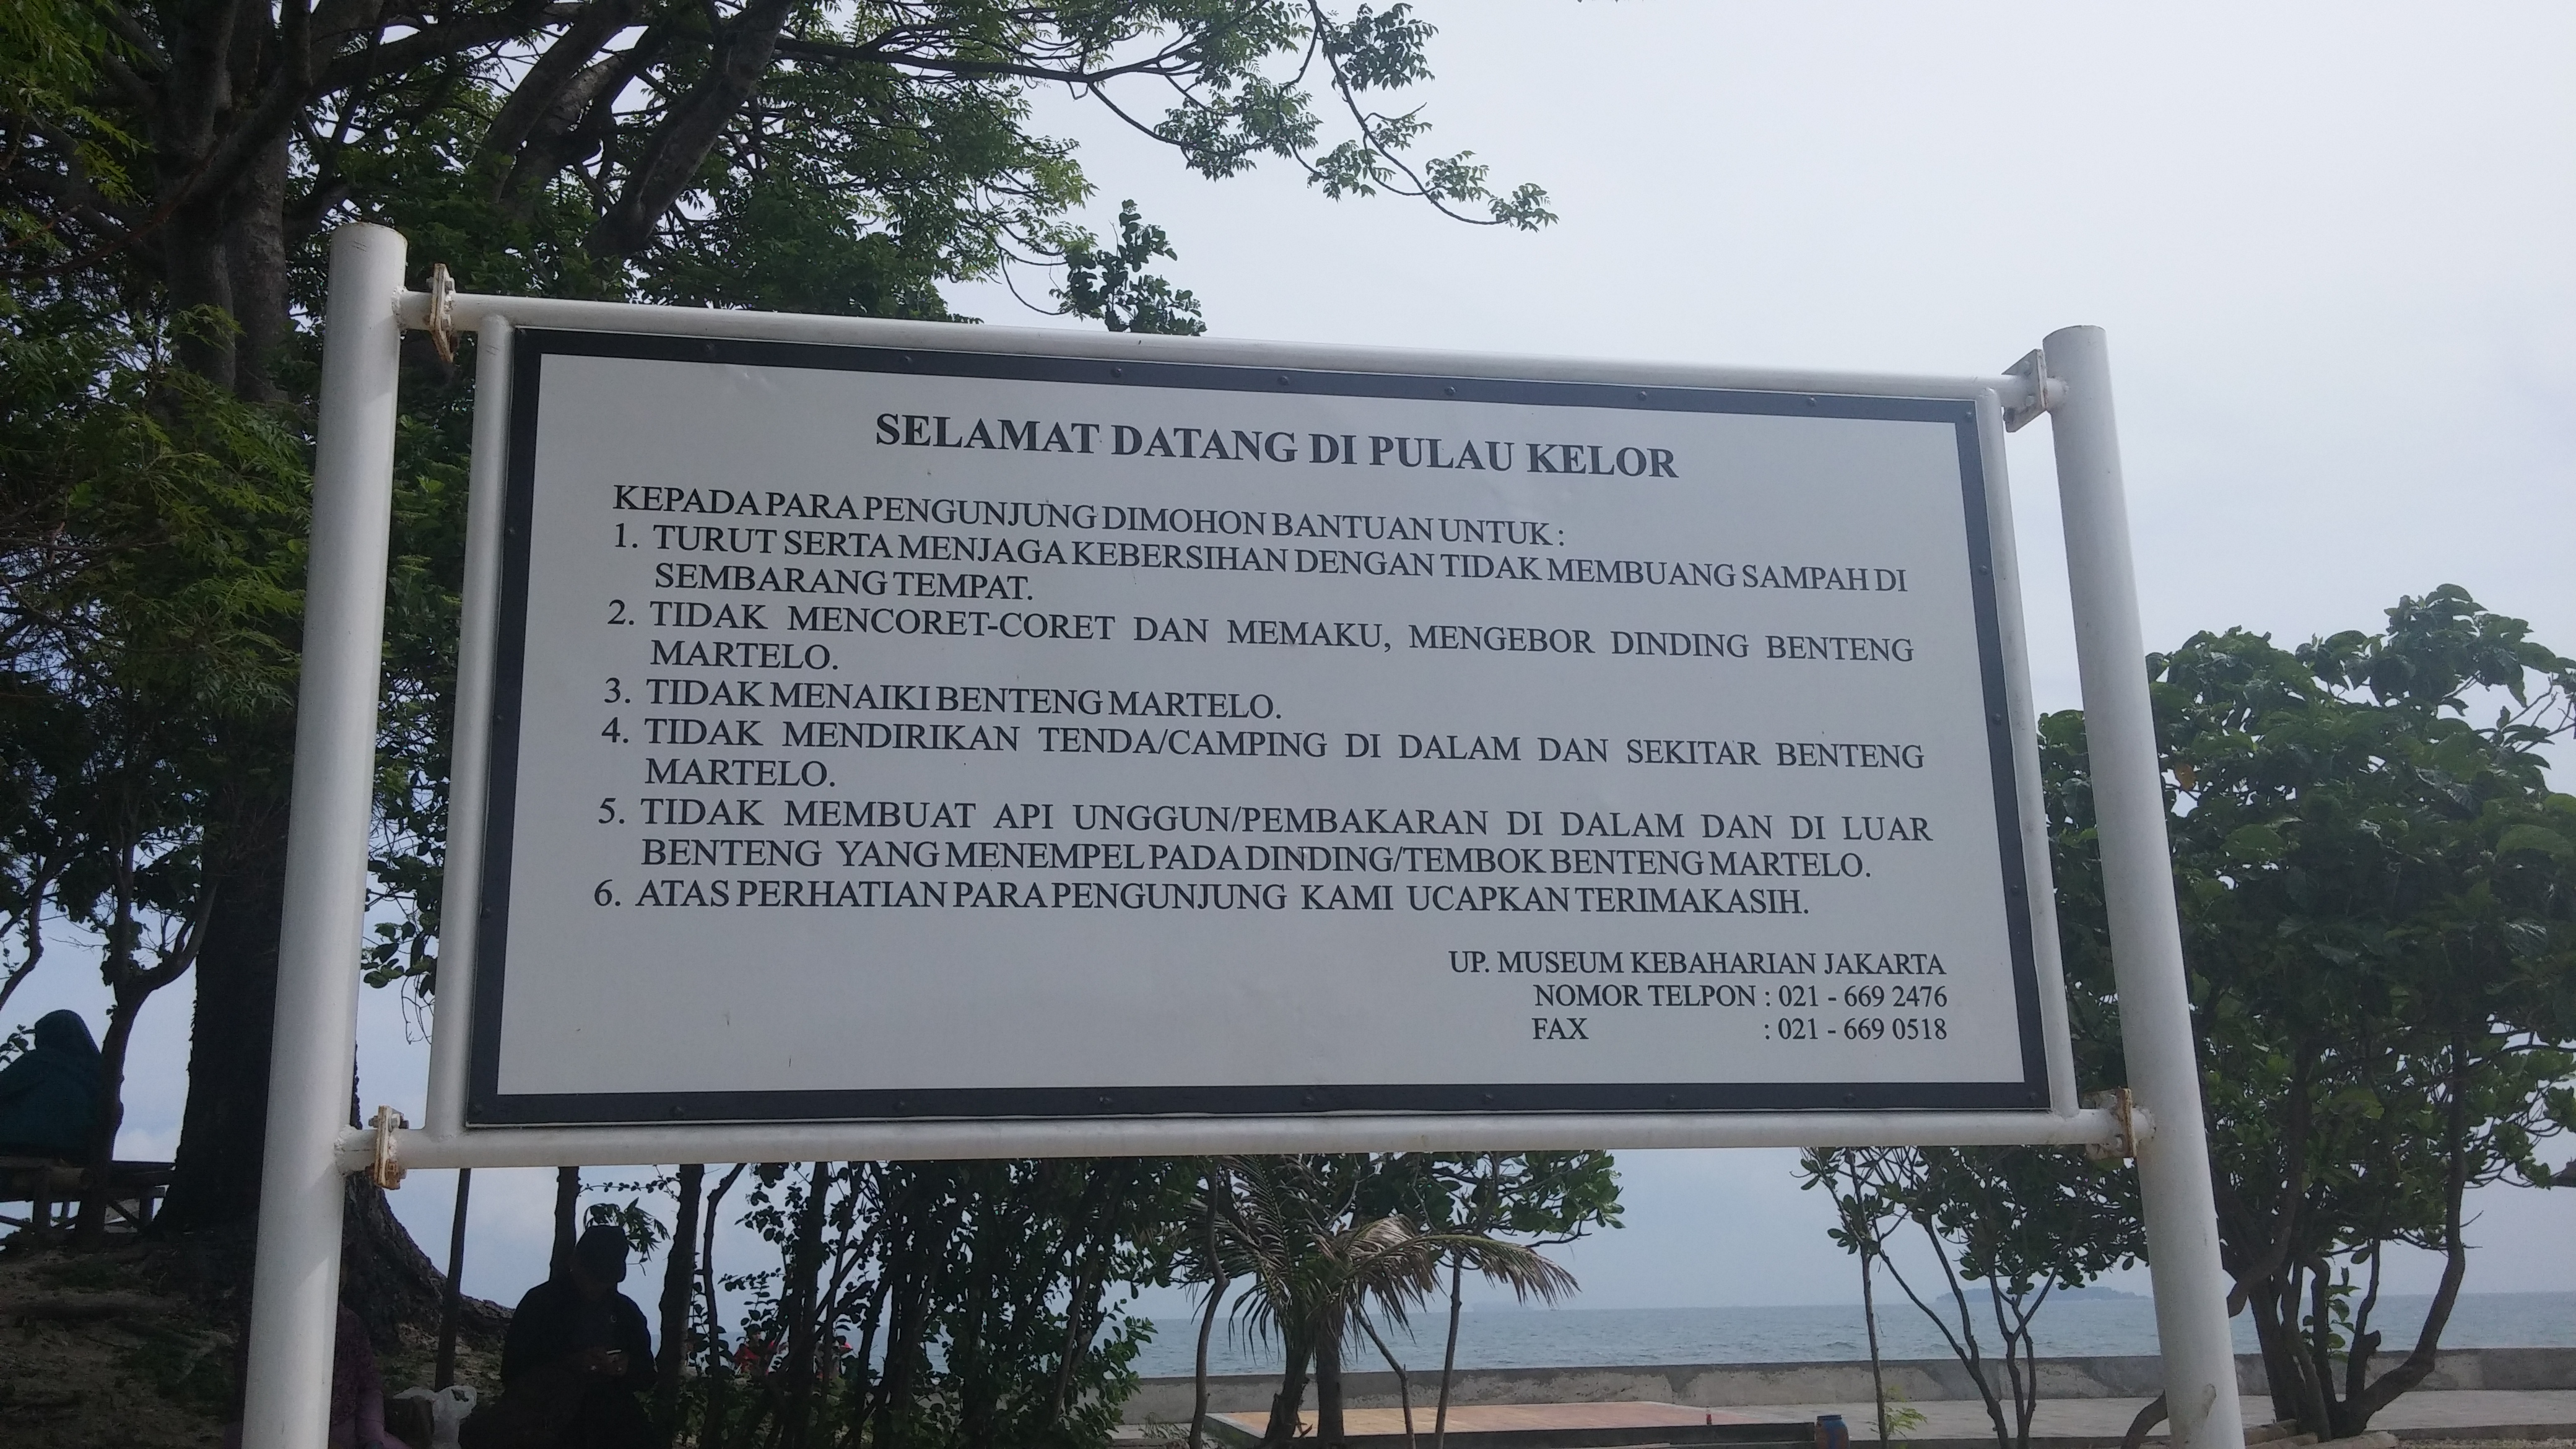 SELAMAT DATANG DI PULAU KELOR
KEPADA PARA PENGUNJUNG DIMOHON BANTUAN UNTUK :
1. TURUT SERTA MENJAGA KEBERSIHAN DENGAN TIDAK MEMBUANG SAMPAH DI
SEMBARANG TEMPAT.
2. TIDAK MENCORET-CORET DAN MEMAKU, MENGEBOR DINDING BENTENG
MARTELO.
3. TIDAK MENAIKI BENTENG MARTELO.
4. TIDAK MENDIRIKAN TENDA/CAMPING DI DALAM DAN SEKITAR BENTENG
MARTELO.
5. TIDAK MEMBUAT API UNGGUN/PEMBAKARAN DI DALAM DAN DI LUAR
BENTENG YANG MENEMPEL PADA DINDING/TEMBOK BENTENG MARTELO.
6. ATAS PERHATIAN PARA PENGUNJUNG KAMI UCAPKAN TERIMAKASIH.
UP. MUSEUM KEBAHARIAN JAKARTA
NOMOR TELPON : 021 - 669 2476
FAX : 021 - 669 0518